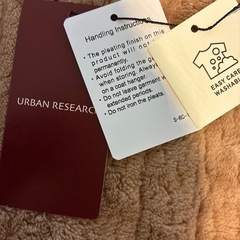 URBAN RESEARCH
Handling Instructions
• The pleating finish on this
product will not
permanently.
• Avoid folding the
when storing. Always
on a coat hanger.
• Do not leave garment
extended periods.
• Do not iron the pleats.
EASY CARE
WASHABLE